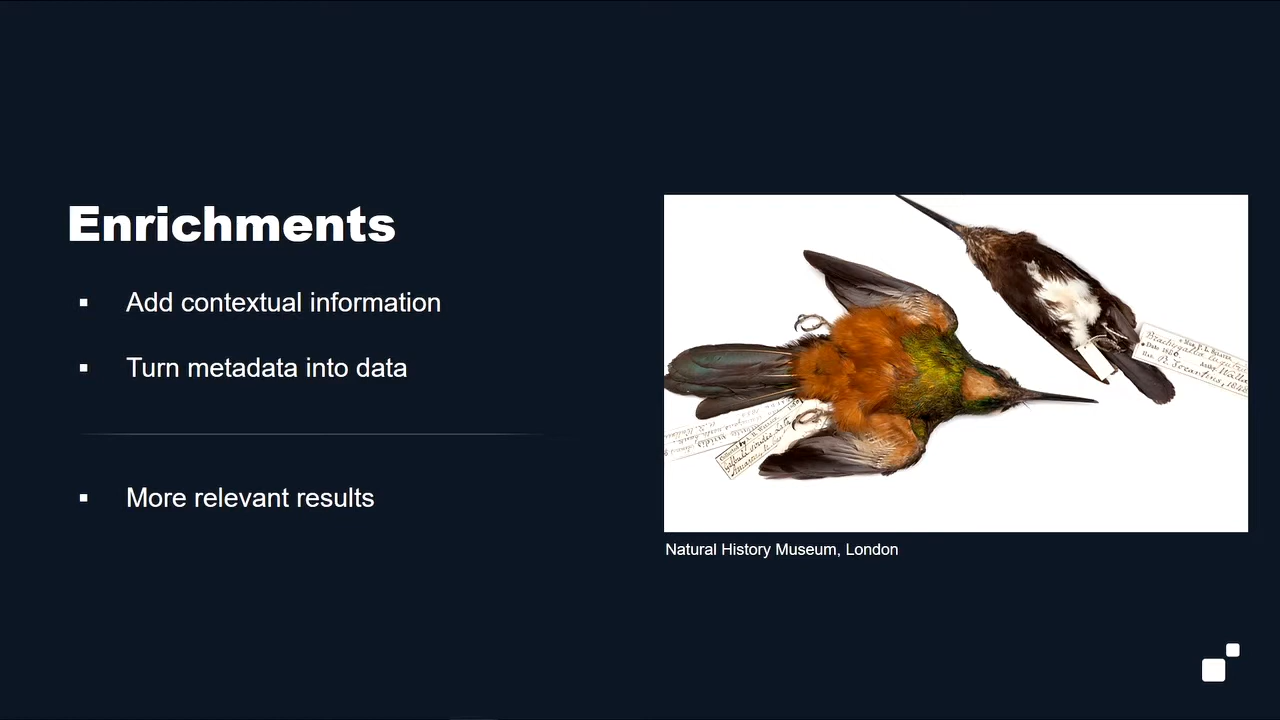 Enrichments
▪ Add contextual information
▪ Turn metadata into data
▪ More relevant results
Natural History Museum, London